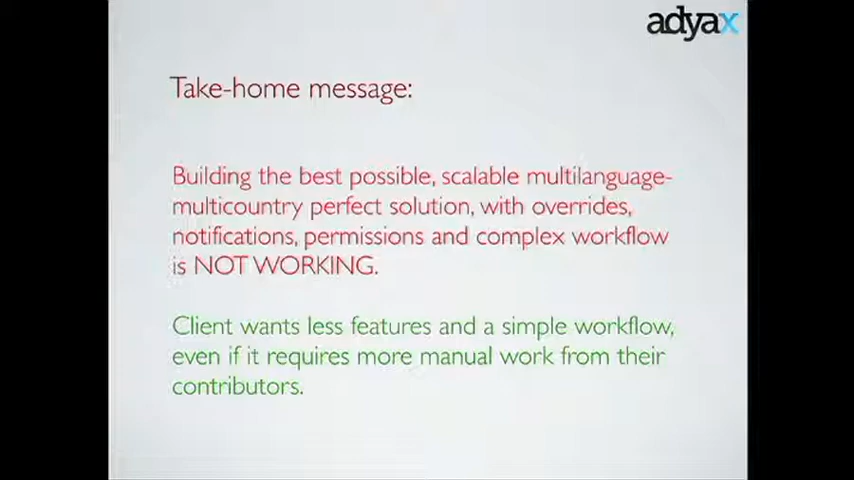 adyax
Take-home message:
Building the best possible, scalable multilanguage-
multicountry perfect solution, with overrides,
notifications, permissions and complex workflow
is NOT WORKING.
Client wants less features and a simple workflow,
even if it requires more manual work from their
contributors.